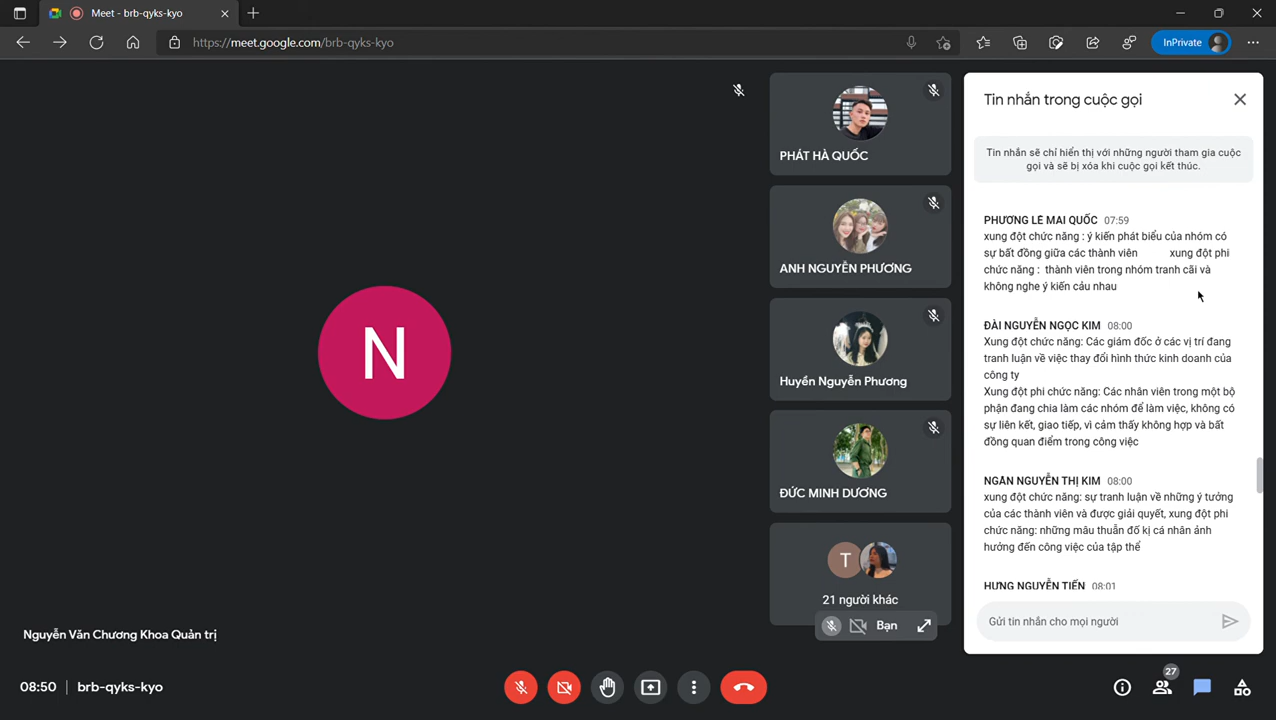 Meet - brb-qyks-kyo
https://meet.google.com/brb-qyks-kyo
InPrivate
N
Nguyễn Văn Chương Khoa Quản trị
PHÁT HÀ QUỐC
ANH NGUYỄN PHƯƠNG
Huyền Nguyễn Phương
ĐỨC MINH DƯƠNG
T
21 người khác
Bạn
Tin nhắn trong cuộc gọi
Tin nhắn sẽ chỉ hiển thị với những người tham gia cuộc
gọi và sẽ bị xóa khi cuộc gọi kết thúc.
PHƯƠNG LÊ MAI QUỐC 07:59
xung đột chức năng : ý kiến phát biểu của nhóm có
sự bất đồng giữa các thành viên xung đột phi
chức năng : thành viên trong nhóm tranh cãi và
không nghe ý kiến cảu nhau
ĐÀI NGUYỄN NGỌC KIM 08:00
Xung đột chức năng: Các giám đốc ở các vị trí đang
tranh luận về việc thay đổi hình thức kinh doanh của
công ty
Xung đột phi chức năng: Các nhân viên trong một bộ
phận đang chia làm các nhóm để làm việc, không có
sự liên kết, giao tiếp, vì cảm thấy không hợp và bất
đồng quan điểm trong công việc
NGÂN NGUYỄN THỊ KIM 08:00
xung đột chức năng: sự tranh luận về những ý tưởng
của các thành viên và được giải quyết, xung đột phi
chức năng: những mâu thuẫn đố kị cá nhân ảnh
hưởng đến công việc của tập thể
HƯNG NGUYỄN TIẾN 08:01
Gửi tin nhắn cho mọi người
08:50 | brb-qyks-kyo
27